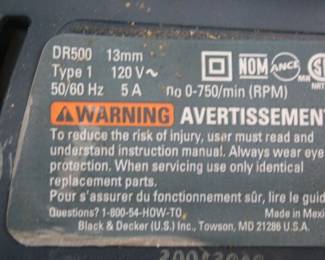 DR500 13mm
Type 1 120 V~ NOM ANCE
50/60 Hz 5 A no 0-750/min (RPM)
WARNING AVERTISSEMENT
To reduce the risk of injury, user must read and
understand instruction manual. Always wear eye
protection. When servicing use only identical
replacement parts.
Pour s'assurer du fonctionnement sûr, lire le guid
Questions? 1-800-54-HOW-TO Made in Mexi
Black & Decker (U.S.) Inc., Towson, MD 21286 U.S.A.